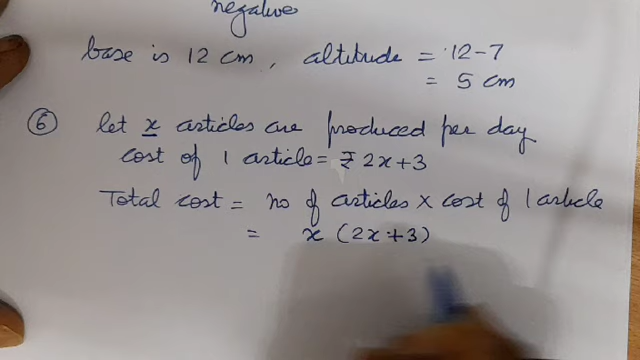 negative
base is 12 cm, altitude = 12-7
= 5 cm
6 let x articles are produced per day
cost of 1 article = ₹ 2x+3
Total cost = no of articles × cost of 1 article
= x (2x+3)